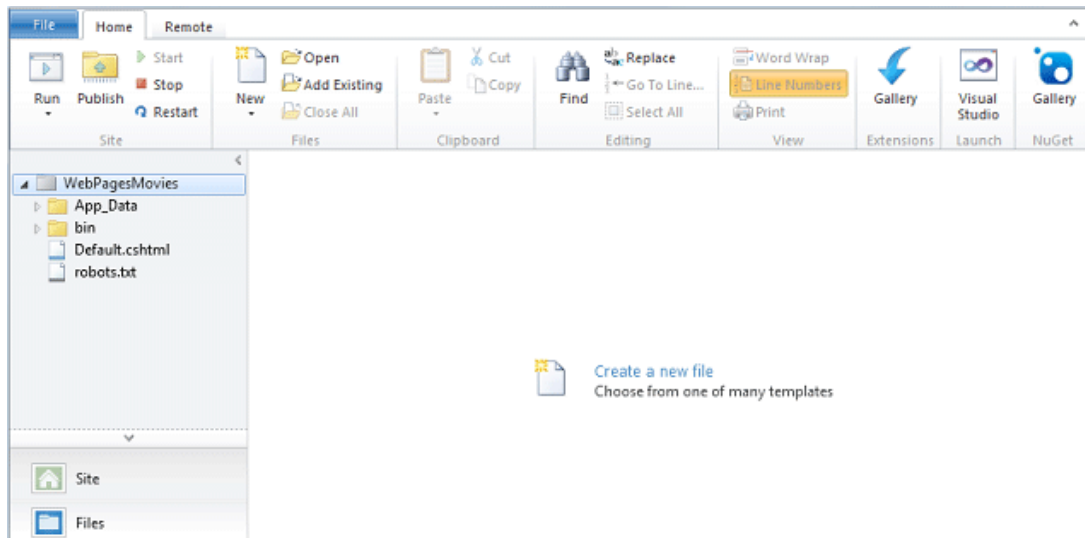 File Home Remote
Run
Publish
Start
Stop
Restart
Site
New
Open
Add Existing
Close All
Files
Paste
Cut
Copy
Clipboard
Find
Replace
Go To Line...
Select All
Editing
Word Wrap
Line Numbers
Print
View
Gallery
Extensions
Visual
Studio
Launch
Gallery
NuGet
WebPagesMovies
App_Data
bin
Default.cshtml
robots.txt
Create a new file
Choose from one of many templates
Site
Files